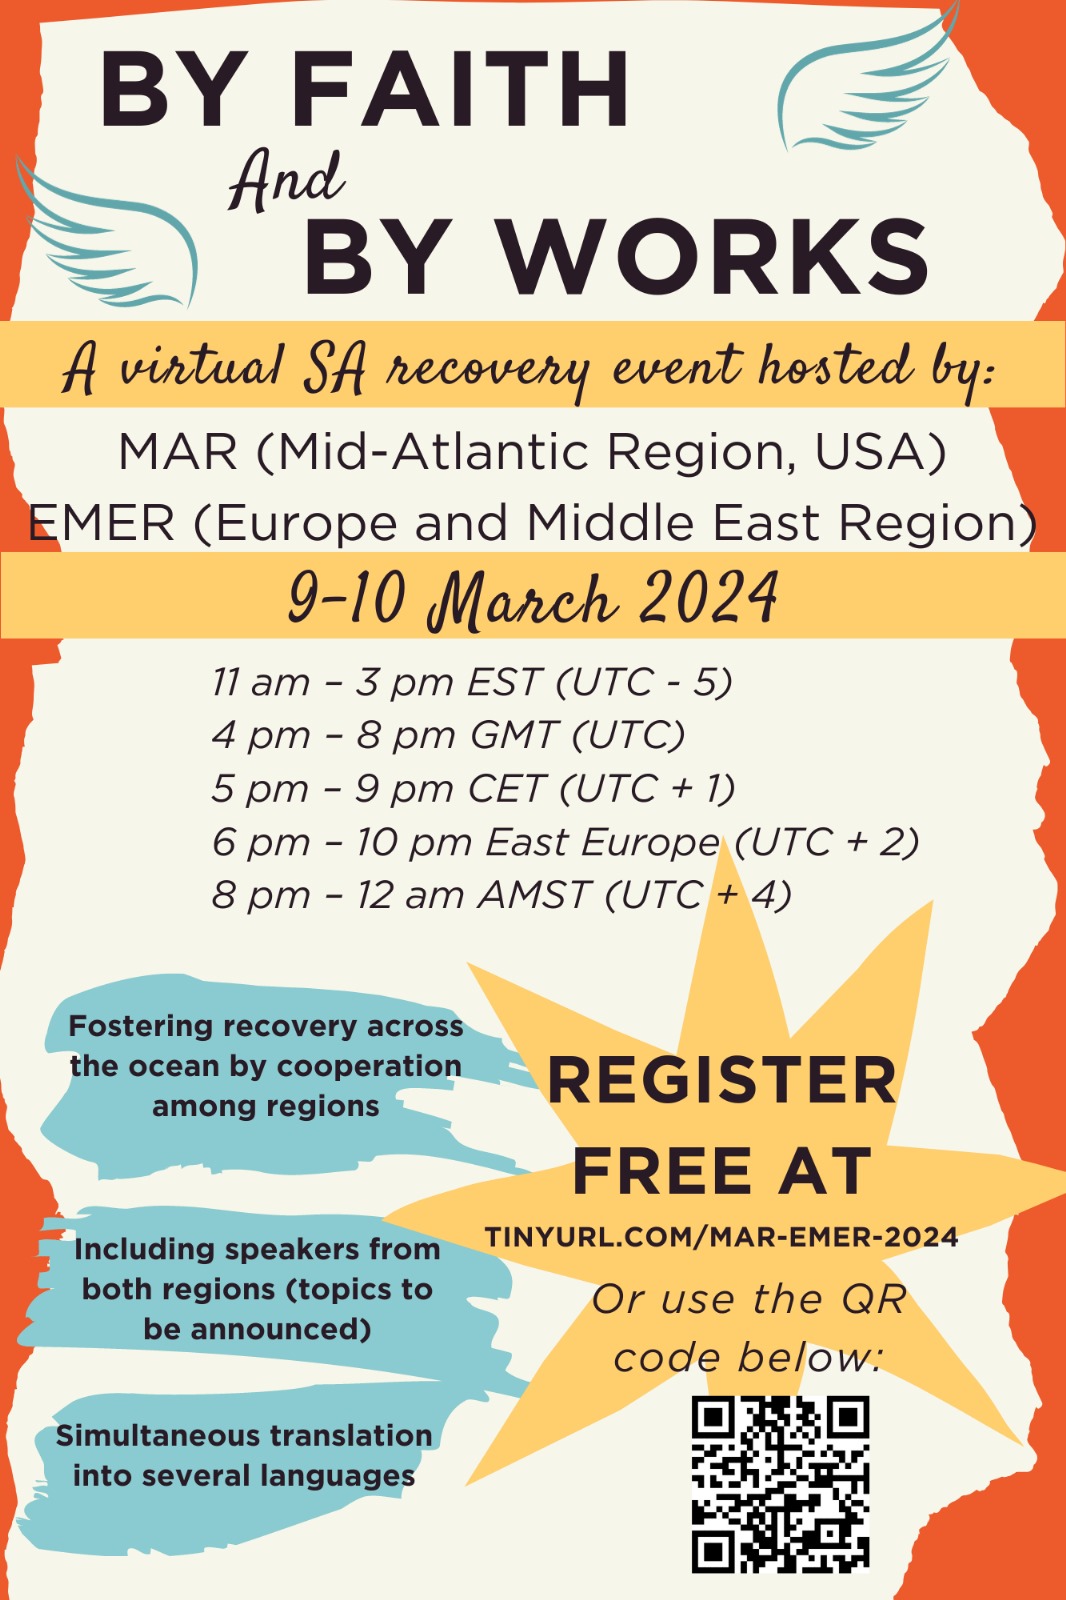 BY FAITH
And
BY WORKS
A virtual SA recovery event hosted by:
MAR (Mid-Atlantic Region, USA)
EMER (Europe and Middle East Region)
9-10 March 2024
11 am – 3 pm EST (UTC - 5)
4 pm – 8 pm GMT (UTC)
5 pm – 9 pm CET (UTC + 1)
6 pm – 10 pm East Europe (UTC + 2)
8 pm – 12 am AMST (UTC + 4)
Fostering recovery across
the ocean by cooperation
among regions
Including speakers from
both regions (topics to
be announced)
Simultaneous translation
into several languages
REGISTER
FREE AT
TINYURL.COM/MAR-EMER-2024
Or use the QR
code below: